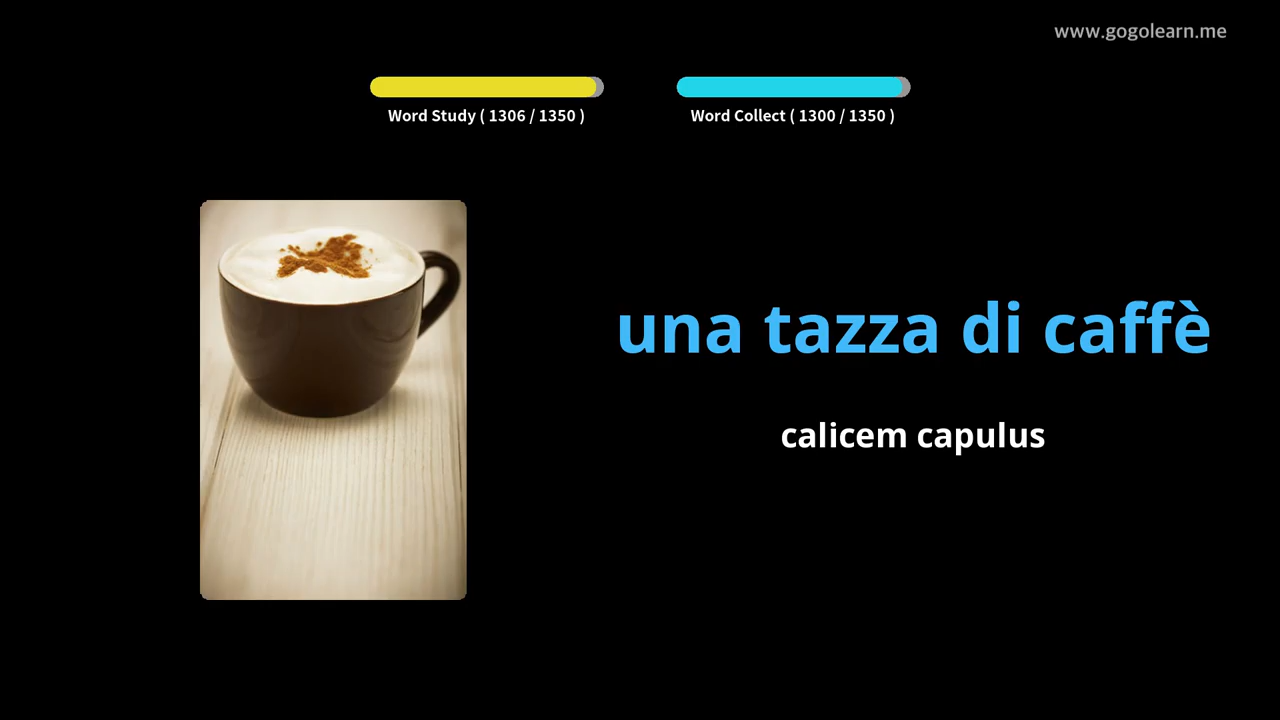 www.gogolearn.me
Word Study ( 1306 / 1350 )
Word Collect ( 1300 / 1350 )
una tazza di caffè
calicem capulus